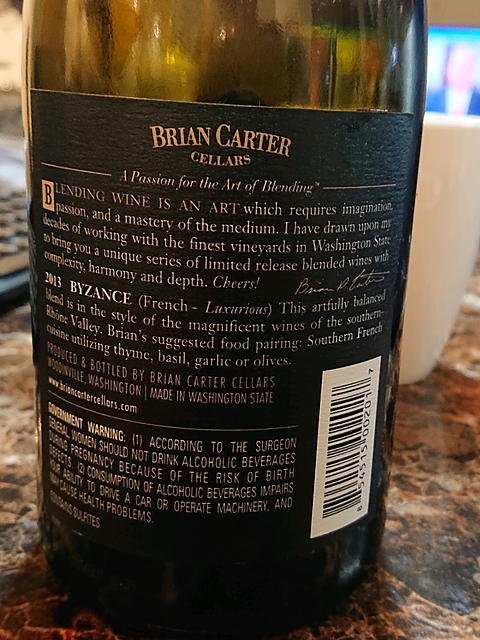 BRIAN CARTER
CELLARS
A Passion for the Art of Blending™
BLENDING WINE IS AN ART which requires imagination,
passion, and a mastery of the medium. I have drawn upon my
decades of working with the finest vineyards in Washington State
to bring you a unique series of limited release blended wines with
complexity, harmony and depth. Cheers! Brian D. Carter
2013 BYZANCE (French - Luxurious) This artfully balanced
blend is in the style of the magnificent wines of the southern-
Rhône Valley. Brian's suggested food pairing: Southern French
cuisine utilizing thyme, basil, garlic or olives.
PRODUCED & BOTTLED BY BRIAN CARTER CELLARS
WOODINVILLE, WASHINGTON | MADE IN WASHINGTON STATE
www.briancartercellars.com
GOVERNMENT WARNING: (1) ACCORDING TO THE SURGEON
GENERAL WOMEN SHOULD NOT DRINK ALCOHOLIC BEVERAGES
DURING PREGNANCY BECAUSE OF THE RISK OF BIRTH
DEFECTS. (2) CONSUMPTION OF ALCOHOLIC BEVERAGES IMPAIRS
YOUR ABILITY TO DRIVE A CAR OR OPERATE MACHINERY, AND
MAY CAUSE HEALTH PROBLEMS.
CONTAINS SULFITES